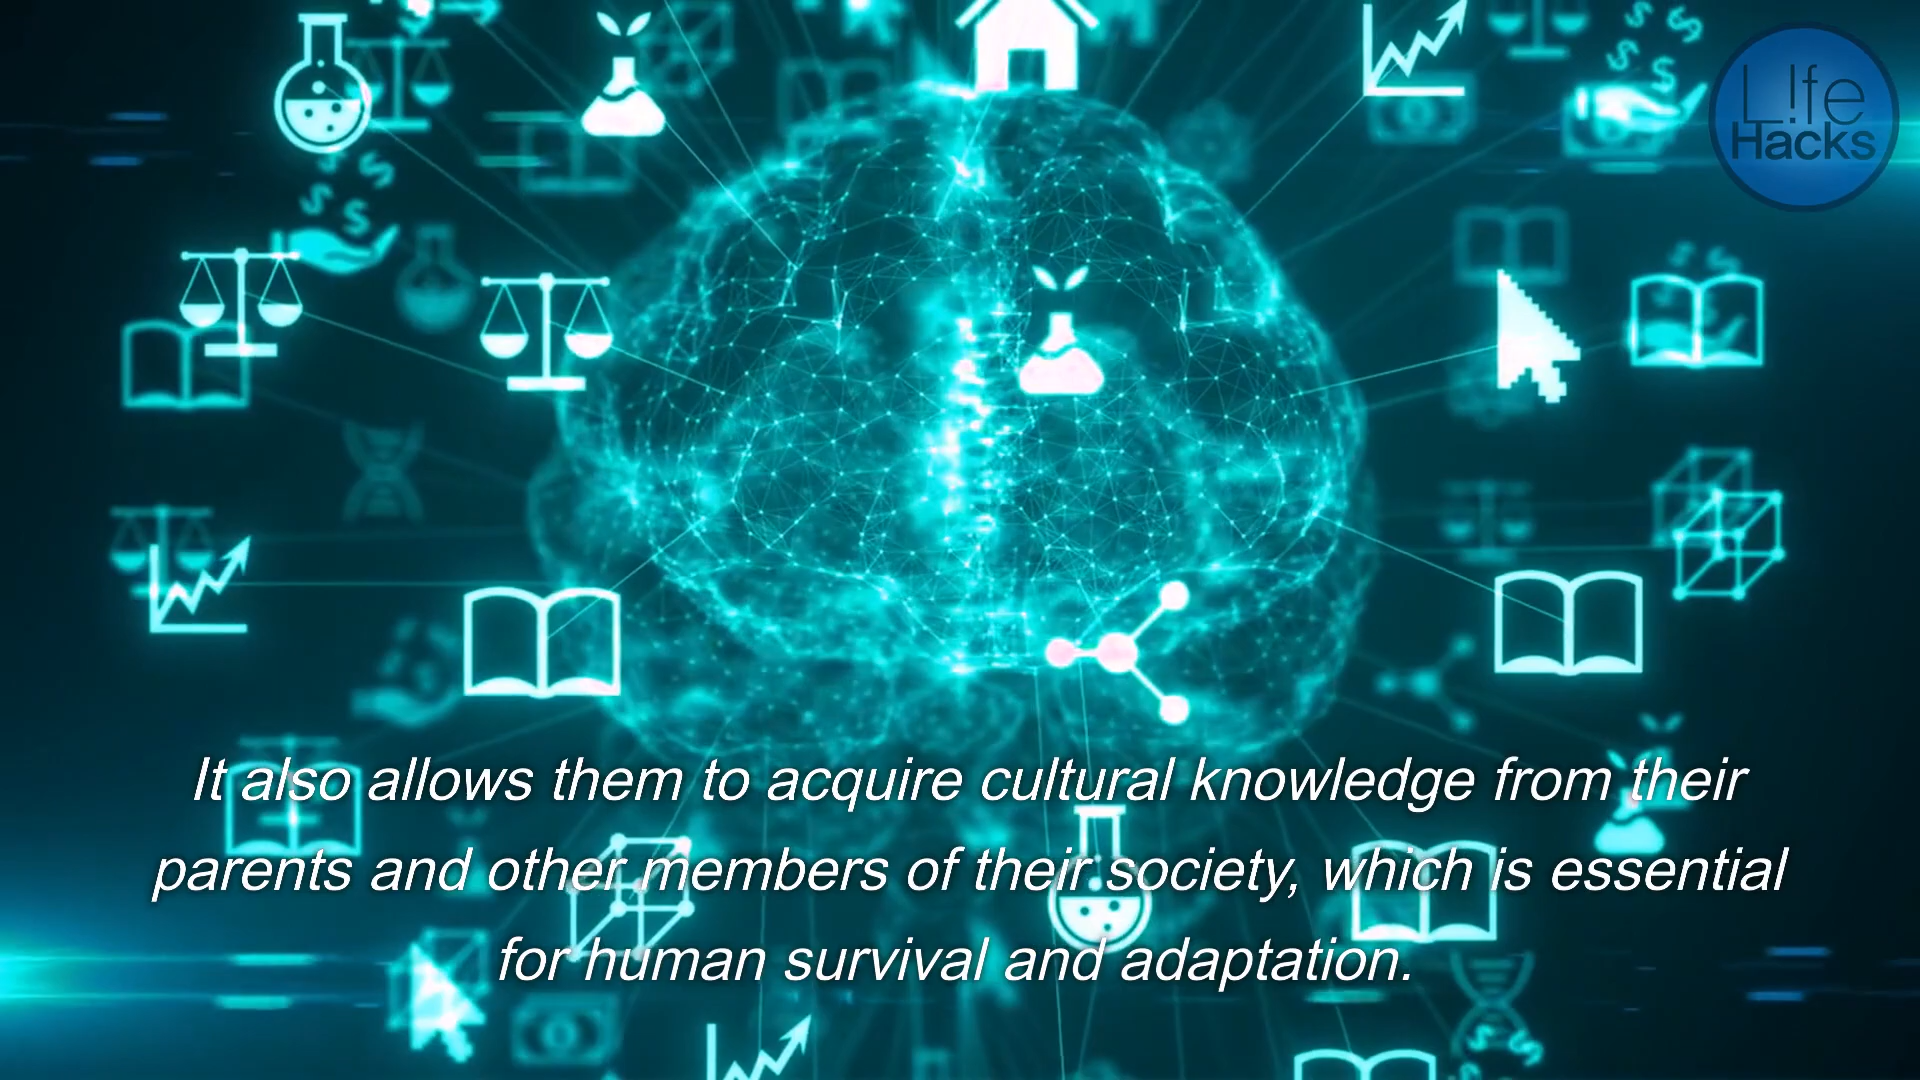 L!fe
Hacks
It also allows them to acquire cultural knowledge from their
parents and other members of their society, which is essential
for human survival and adaptation.